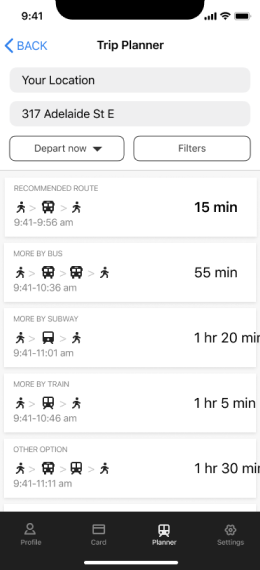 9:41
BACK
Trip Planner
Your Location
317 Adelaide St E
Depart now
Filters
RECOMMENDED ROUTE
> >
15 min
9:41-9:56 am
MORE BY BUS
> > >
55 min
9:41-10:36 am
MORE BY SUBWAY
> >
1 hr 20 min
9:41-11:01 am
MORE BY TRAIN
> >
1 hr 5 min
9:41-10:46 am
OTHER OPTION
> > >
1 hr 30 min
9:41-11:11 am
Profile
Card
Planner
Settings